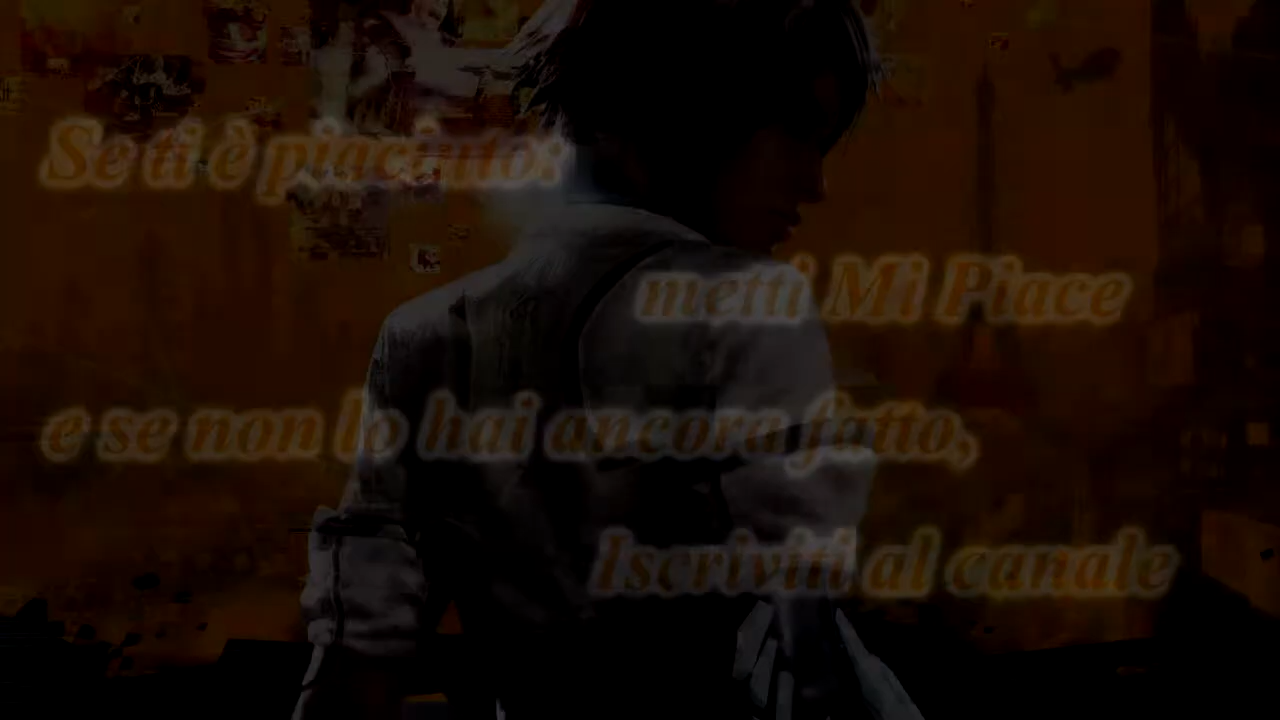 Se ti è piaciuto:
metti Mi Piace
e se non lo hai ancora fatto,
Iscriviti al canale